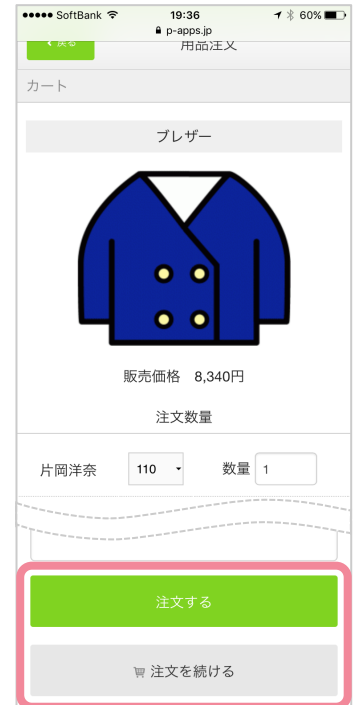 SoftBank 19:36 60%
p-apps.jp
戻る 用品注文
カート
ブレザー
販売価格 8,340円
注文数量
片岡洋奈 110 数量 1
注文する
注文を続ける